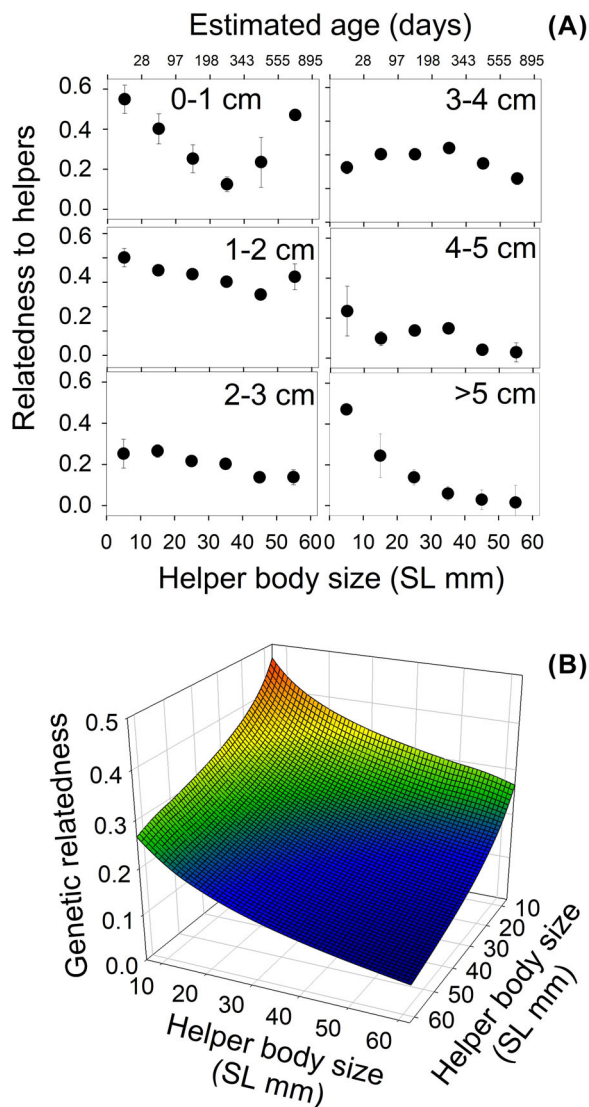 Estimated age (days) (A)
28 97 198 343 555 895 28 97 198 343 555 895
0.6 0-1 cm 3-4 cm
0.4
0.2
0.0
0.6 1-2 cm 4-5 cm
0.4
0.2
0.0
0.6 2-3 cm >5 cm
0.4
0.2
0.0
Relatedness to helpers
0 10 20 30 40 50 60 0 10 20 30 40 50 60
Helper body size (SL mm)
(B)
0.5
0.4
0.3
0.2
0.1
0.0
Genetic relatedness
10 20 30 40 50 60
Helper body size
(SL mm)
10
20
30
40
50
60
Helper body size
(SL mm)